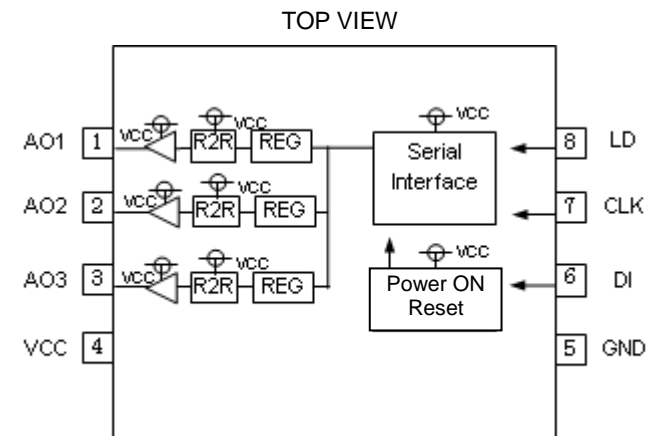 TOP VIEW
VCC VCC VCC
AO1 1 VCC R2R REG Serial Interface 8 LD
VCC VCC
AO2 2 R2R REG 7 CLK
VCC VCC VCC
AO3 3 R2R REG Power ON Reset 6 DI
VCC 4 5 GND